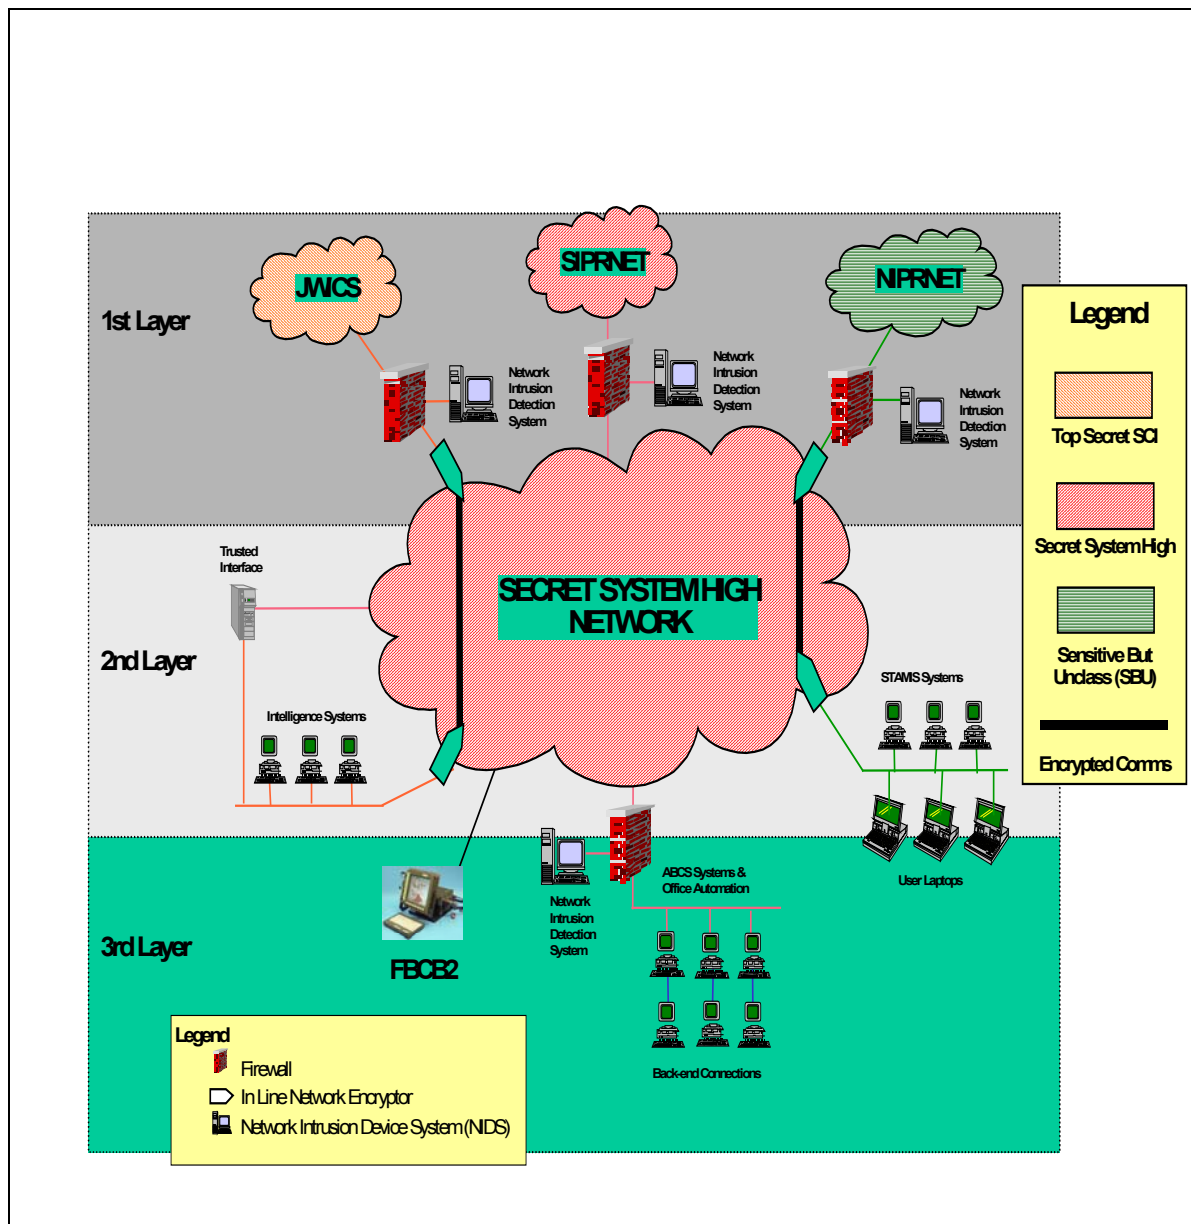 SIPRNET
JWICS
NIPRNET
1st Layer
Network
Intrusion
Detection
System
Network
Intrusion
Detection
System
Network
Intrusion
Detection
System
Legend
Top Secret SCI
Secret System High
Sensitive But
Unclass (SBU)
Encrypted Comms
Trusted
Interface
SECRET SYSTEM HIGH
NETWORK
2nd Layer
Intelligence Systems
STAMIS Systems
User Laptops
ABCS Systems &
Office Automation
Network
Intrusion
Detection
System
3rd Layer
FBCB2
Back-end Connections
Legend
Firewall
In Line Network Encryptor
Network Intrusion Device System (NIDS)